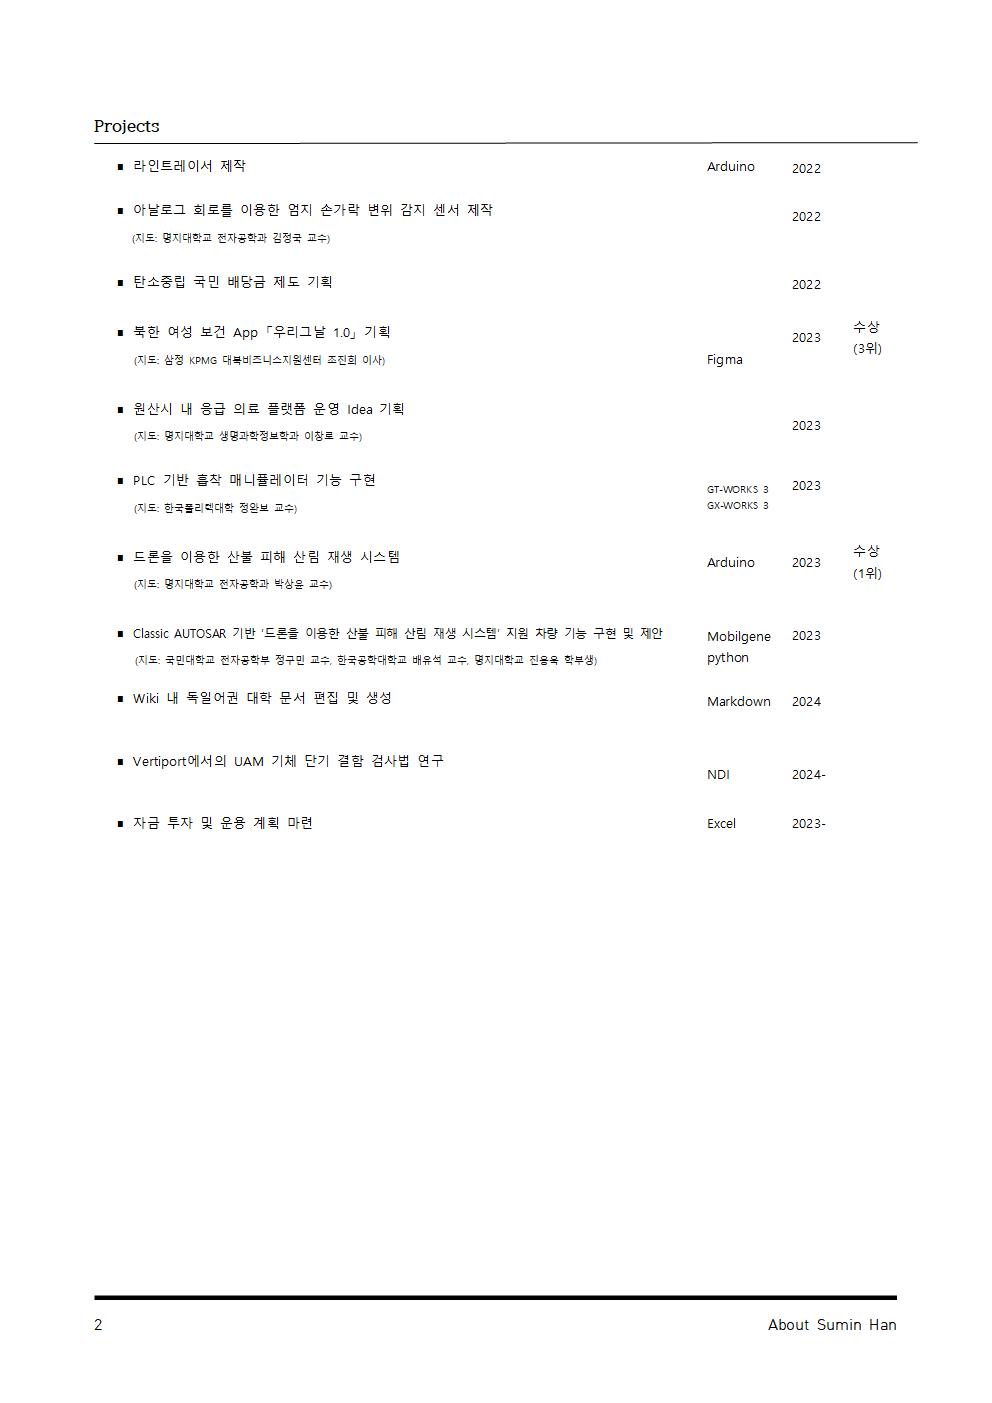 Projects
▪ 라인트레이서 제작 Arduino 2022
▪ 아날로그 회로를 이용한 엄지 손가락 변위 감지 센서 제작 2022
(지도: 명지대학교 전자공학과 김정국 교수)
▪ 탄소중립 국민 배당금 제도 기획 2022
▪ 북한 여성 보건 App「우리그날 1.0」기획 2023 수상
(3위)
(지도: 삼정 KPMG 대북비즈니스지원센터 조진희 이사) Figma
▪ 원산시 내 응급 의료 플랫폼 운영 Idea 기획 2023
(지도: 명지대학교 생명과학정보학과 이창로 교수)
▪ PLC 기반 흡착 매니퓰레이터 기능 구현 2023
GT-WORKS 3
(지도: 한국폴리텍대학 정완보 교수) GX-WORKS 3
▪ 드론을 이용한 산불 피해 산림 재생 시스템 Arduino 2023 수상
(1위)
(지도: 명지대학교 전자공학과 박상윤 교수)
▪ Classic AUTOSAR 기반 '드론을 이용한 산불 피해 산림 재생 시스템' 지원 차량 기능 구현 및 제안 Mobilgene 2023
(지도: 국민대학교 전자공학부 정구민 교수, 한국공학대학교 배유석 교수, 명지대학교 진용욱 학부생) python
▪ Wiki 내 독일어권 대학 문서 편집 및 생성 Markdown 2024
▪ Vertiport에서의 UAM 기체 단기 결함 검사법 연구 NDI 2024-
▪ 자금 투자 및 운용 계획 마련 Excel 2023-
2 About Sumin Han